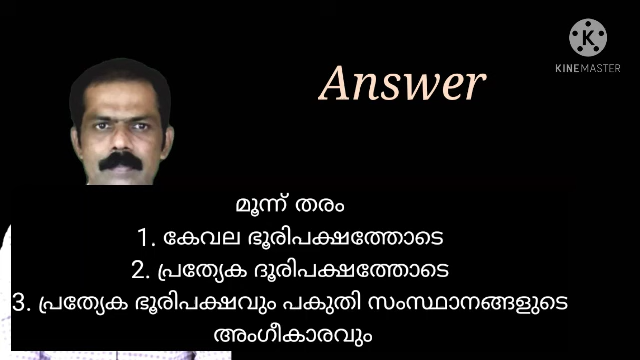 KINEMASTER
Answer
മൂന്ന് തരം
1. കേവല ഭൂരിപക്ഷത്തോടെ
2. പ്രത്യേക ദൂരിപക്ഷത്തോടെ
3. പ്രത്യേക ഭൂരിപക്ഷവും പകുതി സംസ്ഥാനങ്ങളുടെ
അംഗീകാരവും